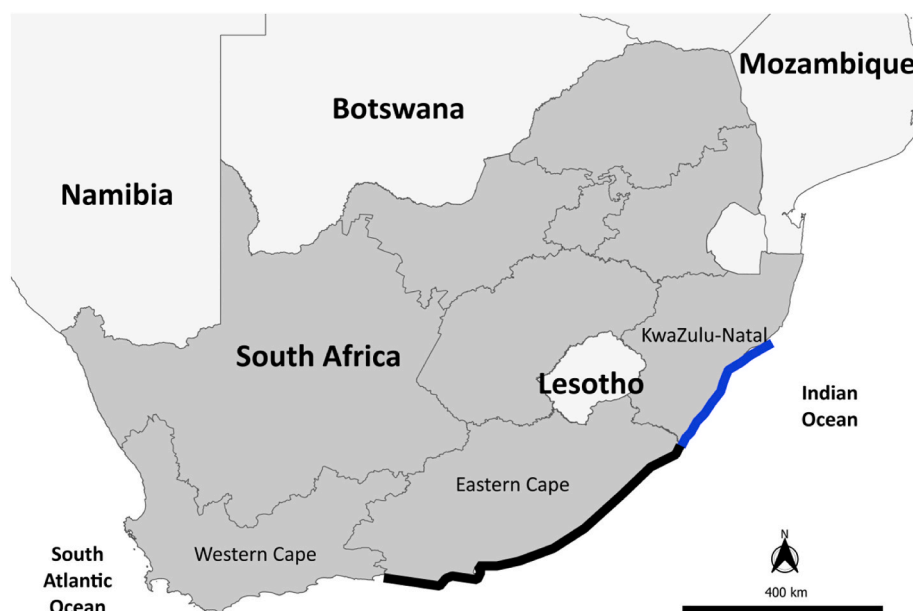 Mozambique
Botswana
Namibia
KwaZulu-Natal
South Africa
Lesotho
Indian
Ocean
Eastern Cape
Western Cape
South
Atlantic
Ocean
N
400 km